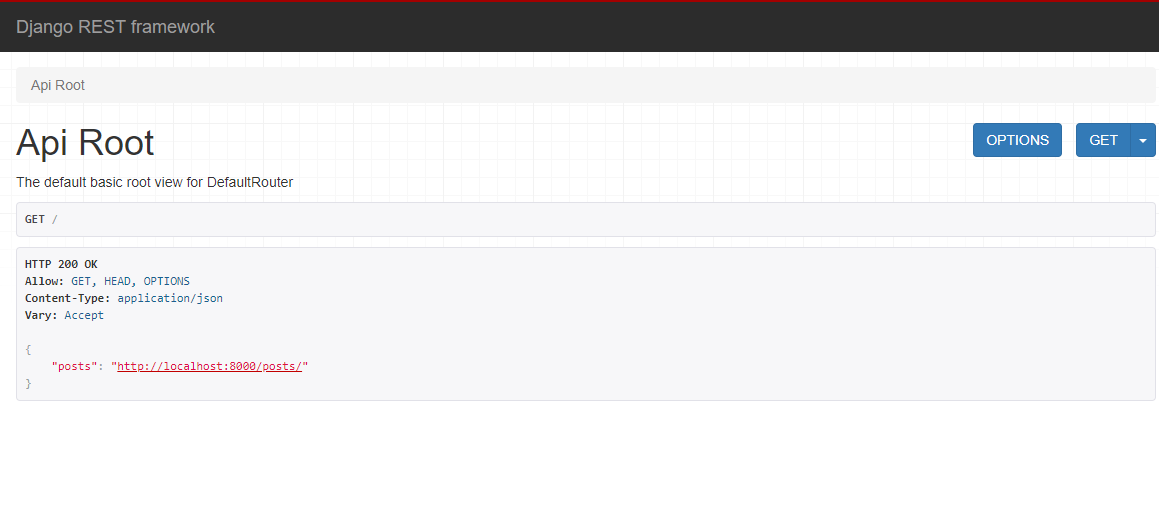 Django REST framework
Api Root
Api Root
OPTIONS
GET
The default basic root view for DefaultRouter
GET /
HTTP 200 OK
Allow: GET, HEAD, OPTIONS
Content-Type: application/json
Vary: Accept
{
    "posts": "http://localhost:8000/posts/"
}